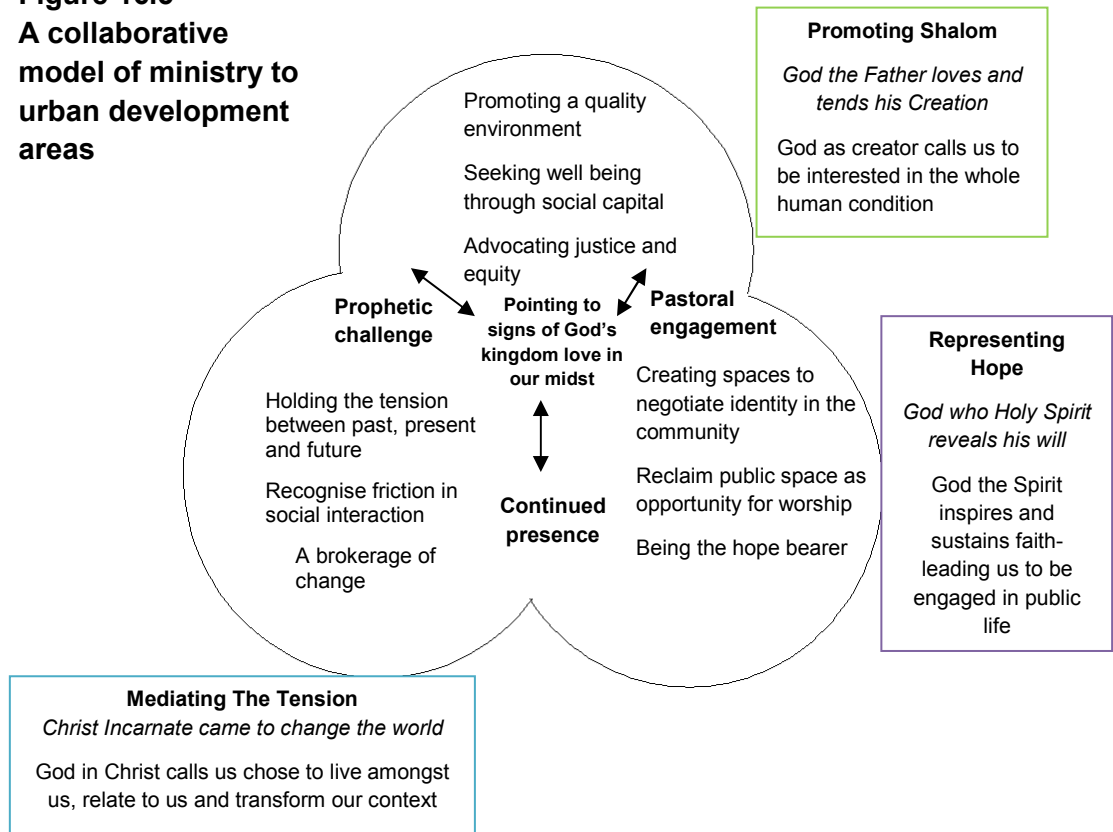 A collaborative
model of ministry to
urban development
areas
Promoting a quality
environment
Seeking well being
through social capital
Advocating justice and
equity
Promoting Shalom
God the Father loves and
tends his Creation
God as creator calls us to
be interested in the whole
human condition
Prophetic
challenge
Pointing to
signs of God’s
kingdom love in
our midst
Pastoral
engagement
Holding the tension
between past, present
and future
Recognise friction in
social interaction
A brokerage of
change
Continued
presence
Creating spaces to
negotiate identity in the
community
Reclaim public space as
opportunity for worship
Being the hope bearer
Representing
Hope
God who Holy Spirit
reveals his will
God the Spirit
inspires and
sustains faith-
leading us to be
engaged in public
life
Mediating The Tension
Christ Incarnate came to change the world
God in Christ calls us chose to live amongst
us, relate to us and transform our context